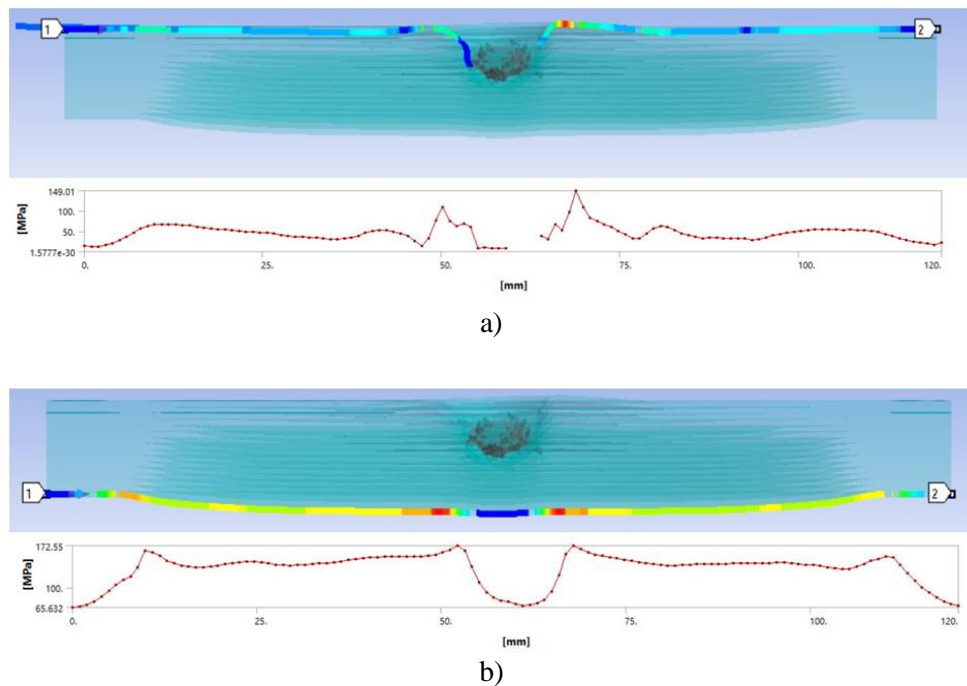 1 2
149.01
100.
50.
1.5777e-30
[MPa]
0. 25. 50. 75. 100. 120.
[mm]
a)
1 2
172.55
100.
65.632
[MPa]
0. 25. 50. 75. 100. 120.
[mm]
b)